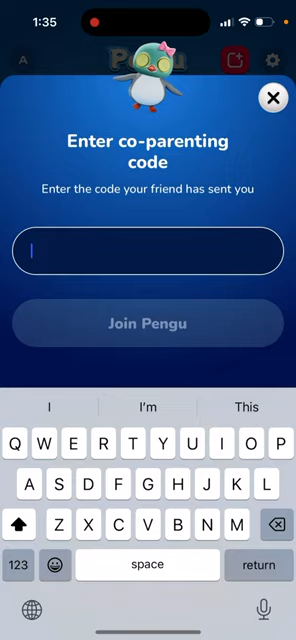 1:35
A
Pengu
Enter co-parenting
code
Enter the code your friend has sent you
Join Pengu
I
I'm
This
Q W E R T Y U I O P
A S D F G H J K L
Z X C V B N M
123
space
return